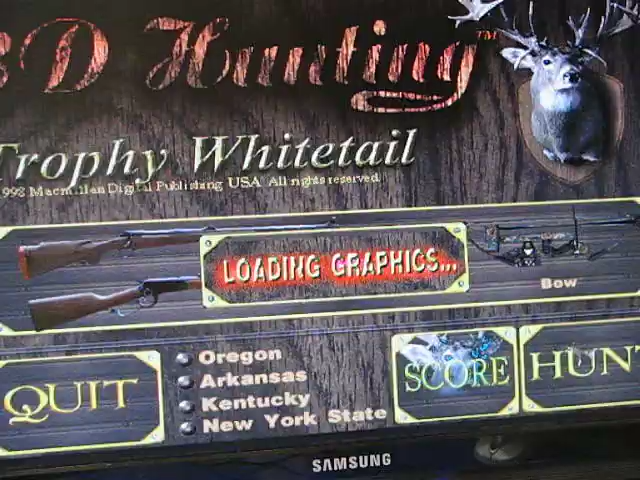 3D Hunting™
Trophy Whitetail
1998 Macmillan Digital Publishing USA All rights reserved.
LOADING GRAPHICS...
Bow
QUIT
Oregon
Arkansas
Kentucky
New York State
SCORE
HUNT
SAMSUNG